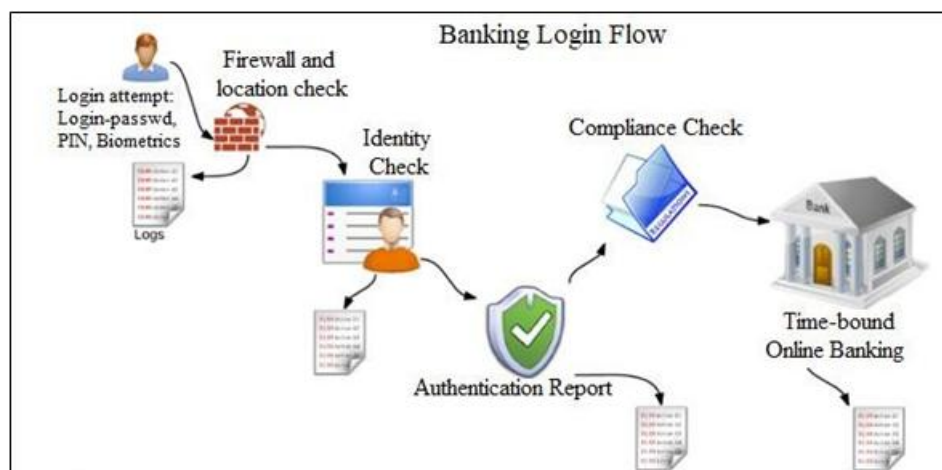 Banking Login Flow
Firewall and
location check
Login attempt:
Login-passwd,
PIN, Biometrics
Logs
Identity
Check
Compliance Check
REGULATIONS
Bank
Authentication Report
Time-bound
Online Banking